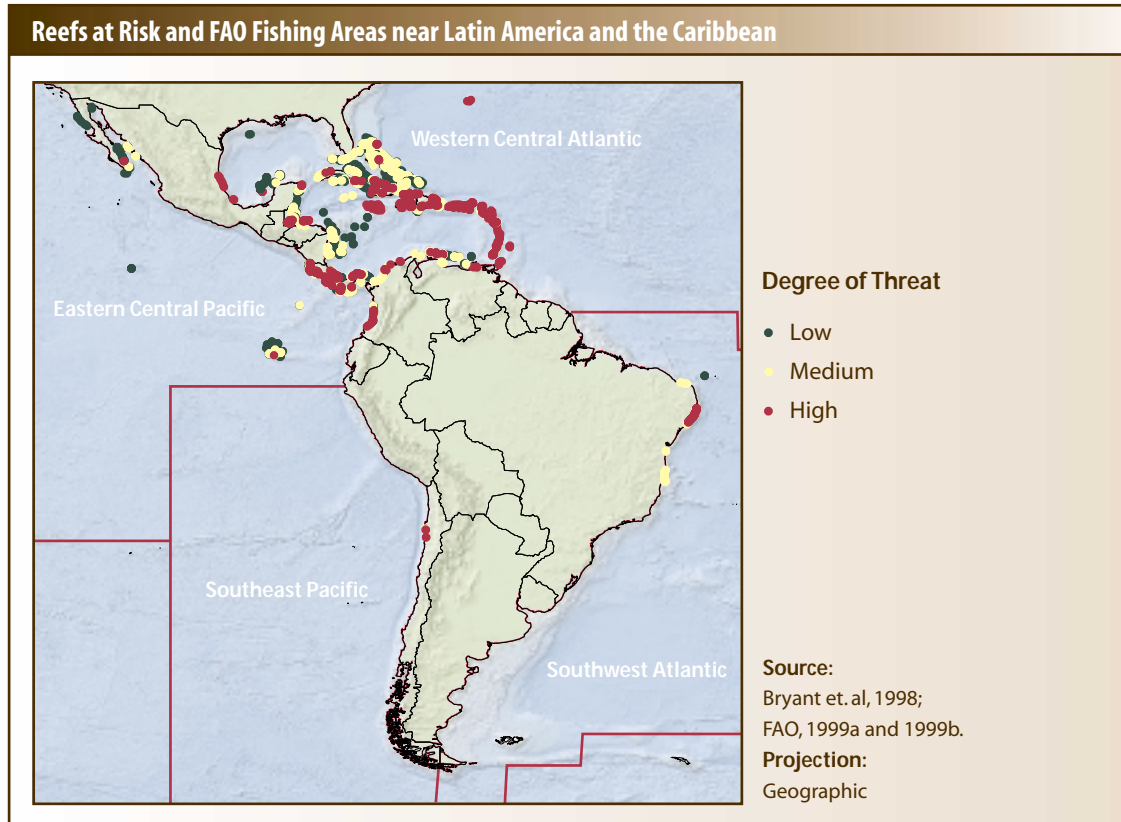 Reefs at Risk and FAO Fishing Areas near Latin America and the Caribbean
Western Central Atlantic
Eastern Central Pacific
Southeast Pacific
Southwest Atlantic
Degree of Threat
Low
Medium
High
Source:
Bryant et. al, 1998;
FAO, 1999a and 1999b.
Projection:
Geographic